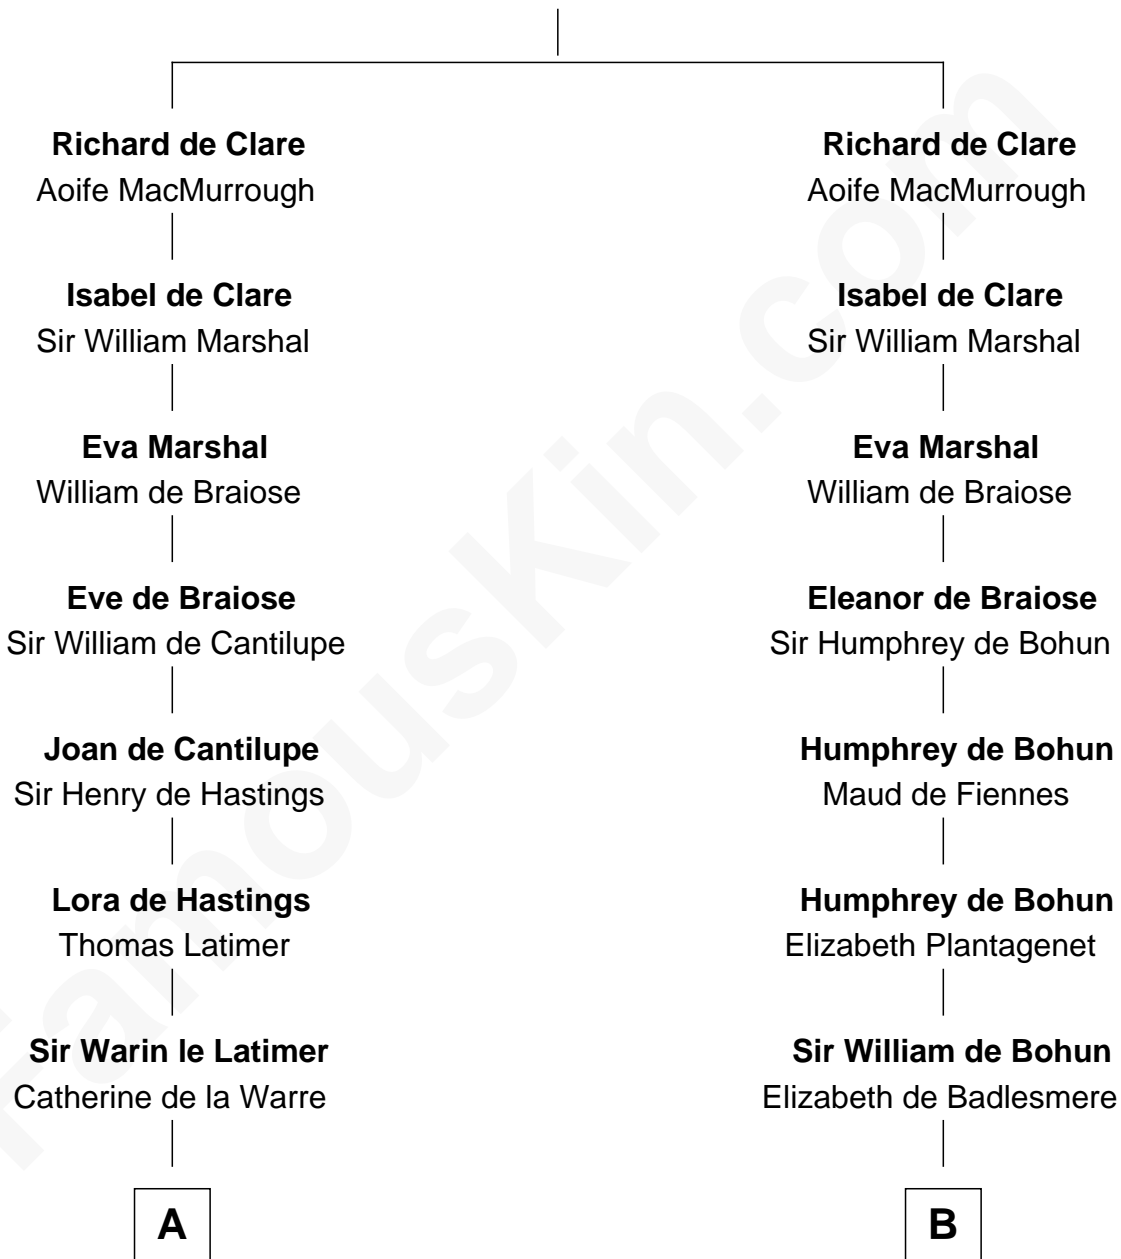 Richard de Clare
Aoife MacMurrough
Isabel de Clare
Sir William Marshal
Eva Marshal
William de Braiose
Eve de Braiose
Sir William de Cantilupe
Joan de Cantilupe
Sir Henry de Hastings
Lora de Hastings
Thomas Latimer
Sir Warin le Latimer
Catherine de la Warre
A
Richard de Clare
Aoife MacMurrough
Isabel de Clare
Sir William Marshal
Eva Marshal
William de Braiose
Eleanor de Braiose
Sir Humphrey de Bohun
Humphrey de Bohun
Maud de Fiennes
Humphrey de Bohun
Elizabeth Plantagenet
Sir William de Bohun
Elizabeth de Badlesmere
B
FamousKin.com